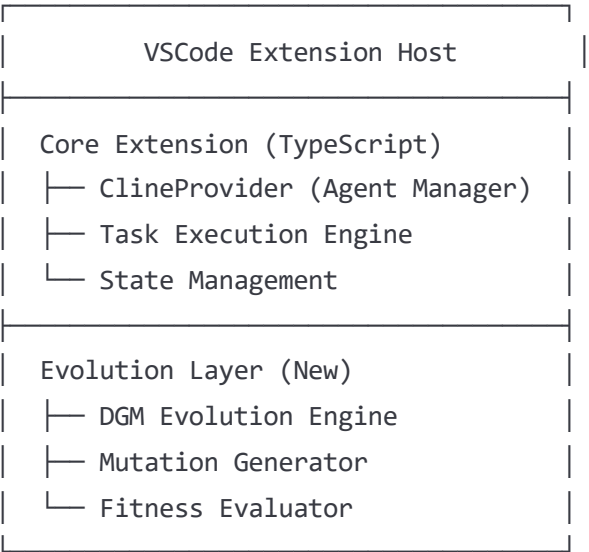 VSCode Extension Host
Core Extension (TypeScript)
├── ClineProvider (Agent Manager)
├── Task Execution Engine
└── State Management
Evolution Layer (New)
├── DGM Evolution Engine
├── Mutation Generator
└── Fitness Evaluator